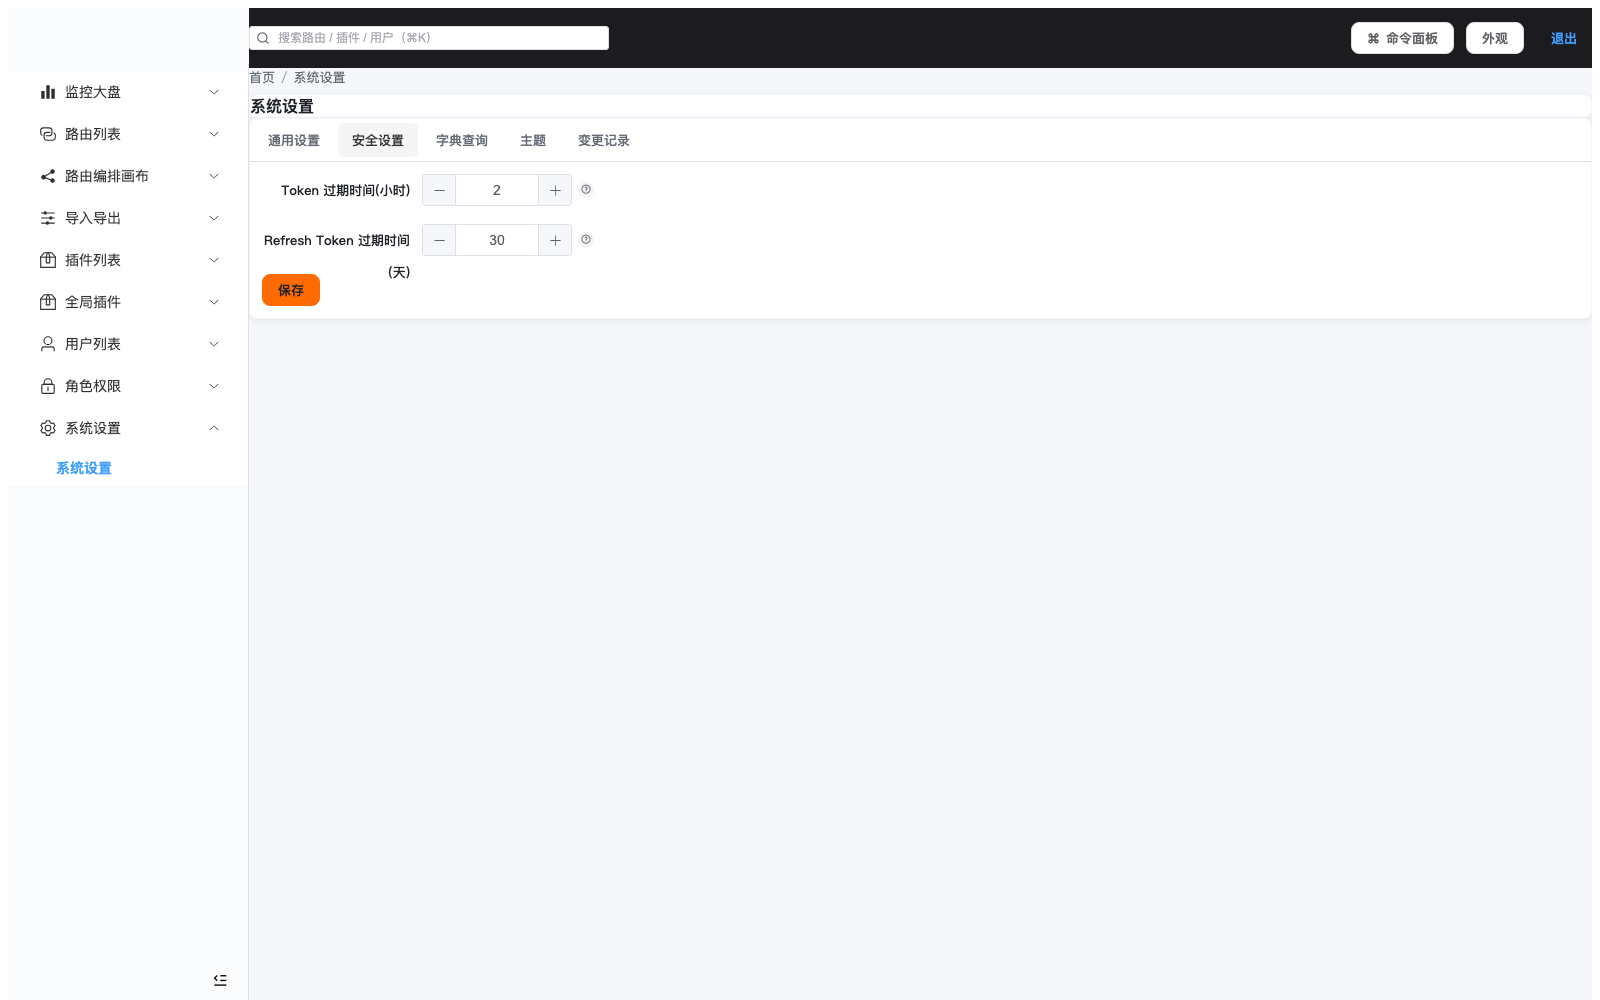 搜索路由 / 插件 / 用户（⌘K）
⌘ 命令面板
外观
退出
监控大盘
路由列表
路由编排画布
导入导出
插件列表
全局插件
用户列表
角色权限
系统设置
系统设置
首页 / 系统设置
系统设置
通用设置
安全设置
字典查询
主题
变更记录
Token 过期时间(小时)
2
Refresh Token 过期时间
(天)
30
保存